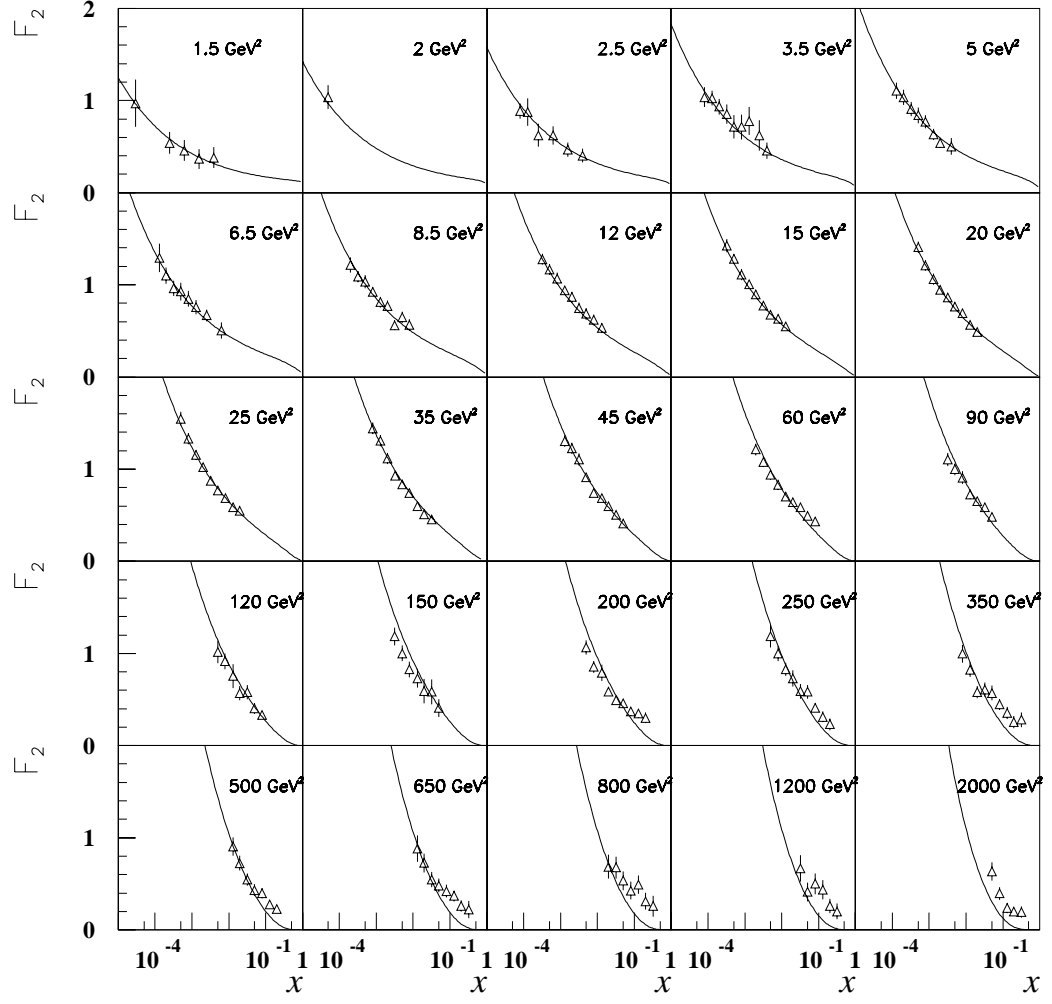 F₂ 2 1.5 GeV² 2 GeV² 2.5 GeV² 3.5 GeV² 5 GeV²
1
F₂ 0 6.5 GeV² 8.5 GeV² 12 GeV² 15 GeV² 20 GeV²
1
F₂ 0 25 GeV² 35 GeV² 45 GeV² 60 GeV² 90 GeV²
1
F₂ 0 120 GeV² 150 GeV² 200 GeV² 250 GeV² 350 GeV²
1
F₂ 0 500 GeV² 650 GeV² 800 GeV² 1200 GeV² 2000 GeV²
1
0
10⁻⁴ 10⁻¹ 1 10⁻⁴ 10⁻¹ 1 10⁻⁴ 10⁻¹ 1 10⁻⁴ 10⁻¹ 1 10⁻⁴ 10⁻¹ 1
x x x x x